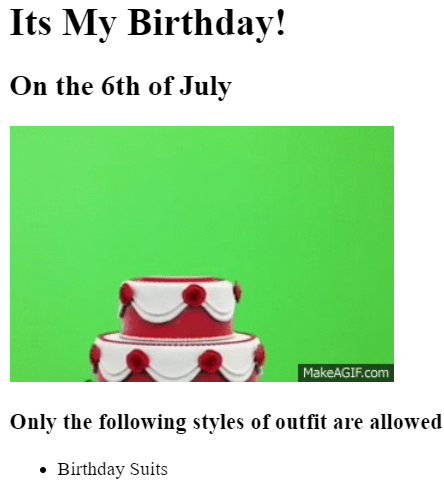 Its My Birthday!
On the 6th of July
MakeAGIF.com
Only the following styles of outfit are allowed
Birthday Suits